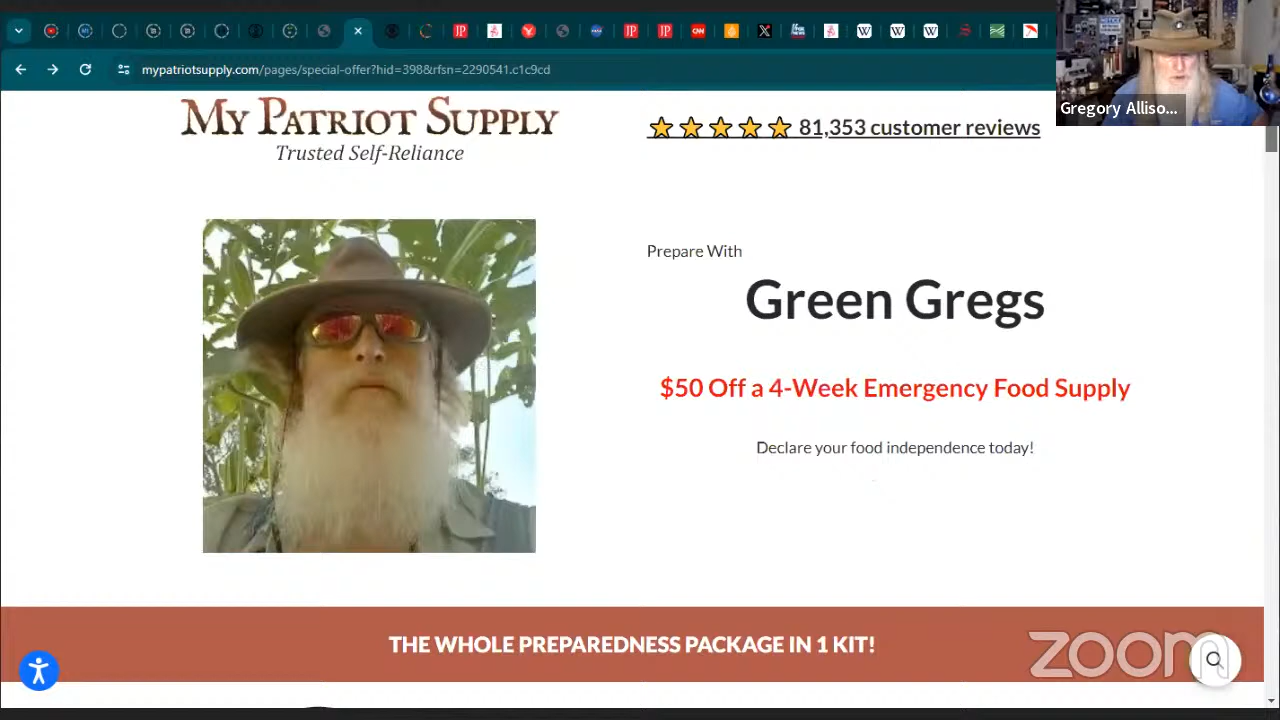 mypatriotsupply.com/pages/special-offer?hid=398&rfsn=2290541.c1c9cd
Gregory Alliso...
MY PATRIOT SUPPLY
Trusted Self-Reliance
81,353 customer reviews
Prepare With
Green Gregs
$50 Off a 4-Week Emergency Food Supply
Declare your food independence today!
THE WHOLE PREPAREDNESS PACKAGE IN 1 KIT!
zoom